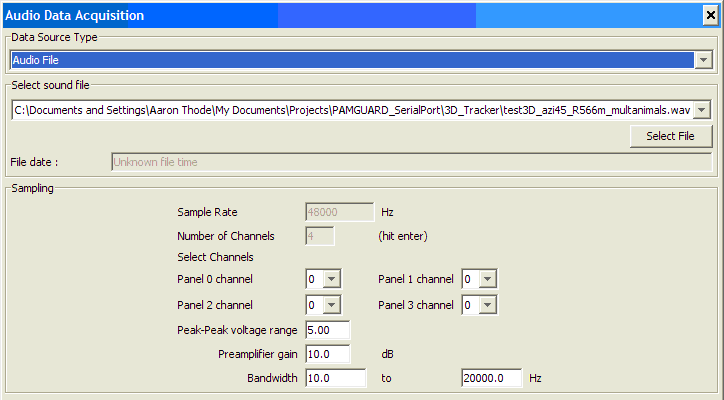 Audio Data Acquisition
Data Source Type
Audio File
Select sound file
C:\Documents and Settings\Aaron Thode\My Documents\Projects\PAMGUARD_SerialPort\3D_Tracker\test3D_azi45_R566m_multanimals.wav
Select File
File date : Unknown file time
Sampling
Sample Rate 48000 Hz
Number of Channels 4 (hit enter)
Select Channels
Panel 0 channel 0 Panel 1 channel 0
Panel 2 channel 0 Panel 3 channel 0
Peak-Peak voltage range 5.00
Preamplifier gain 10.0 dB
Bandwidth 10.0 to 20000.0 Hz